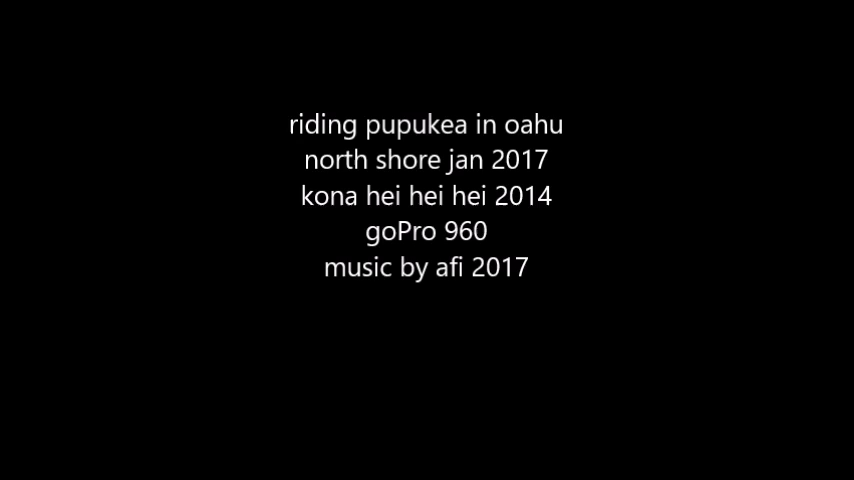 riding pupukea in oahu
north shore jan 2017
kona hei hei hei 2014
goPro 960
music by afi 2017